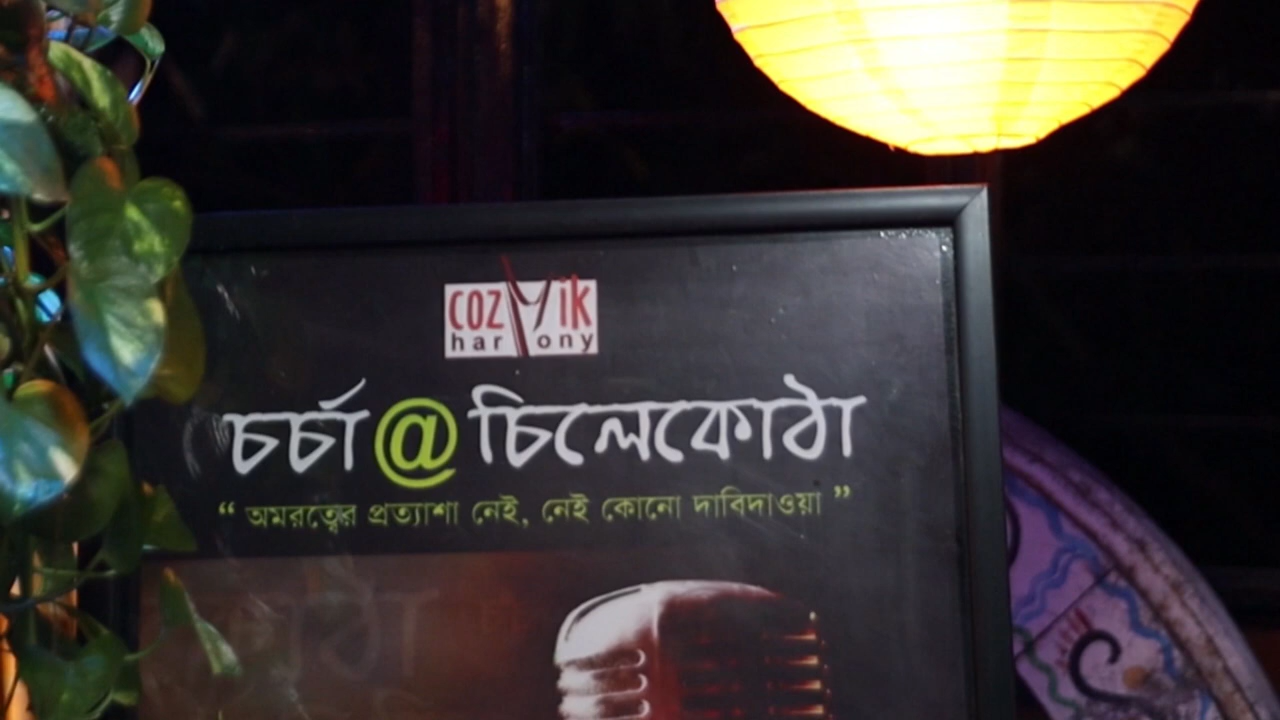 cozMik
harmony
চর্চা@চিলেকোঠা
“ অমরত্বের প্রত্যাশা নেই, নেই কোনো দাবিদাওয়া ”